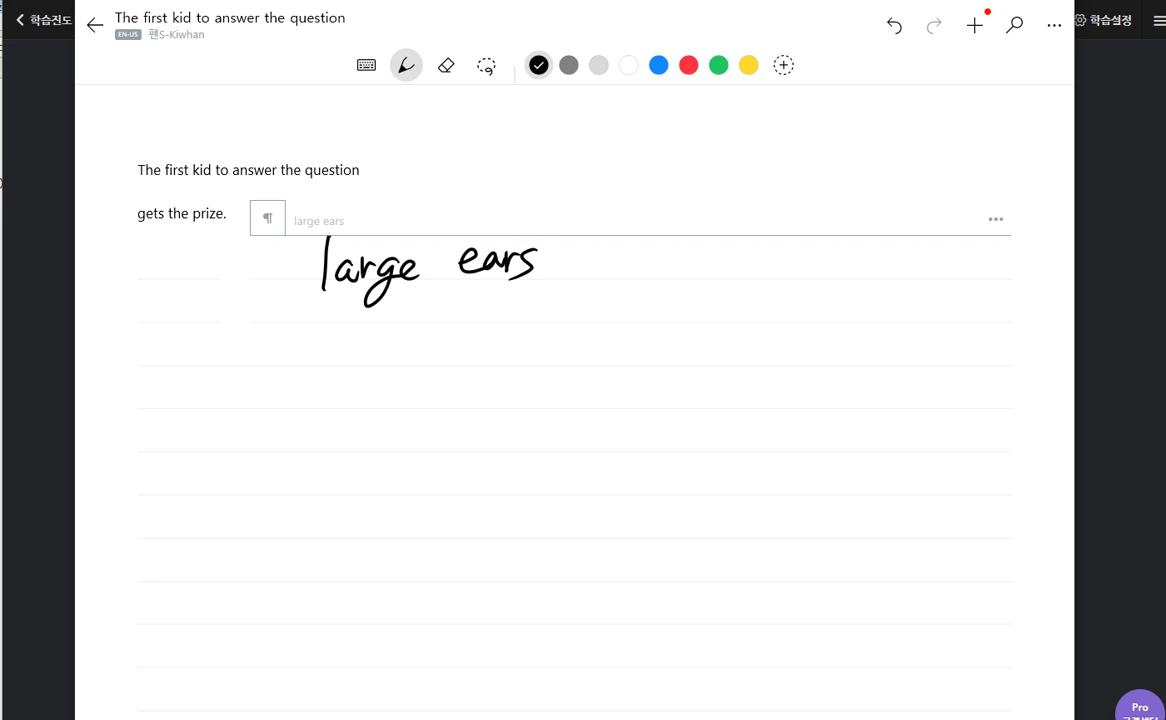 학습진도
The first kid to answer the question
EN-US 펜S-Kiwhan
학습설정
The first kid to answer the question
gets the prize.
¶ large ears
large ears
Pro